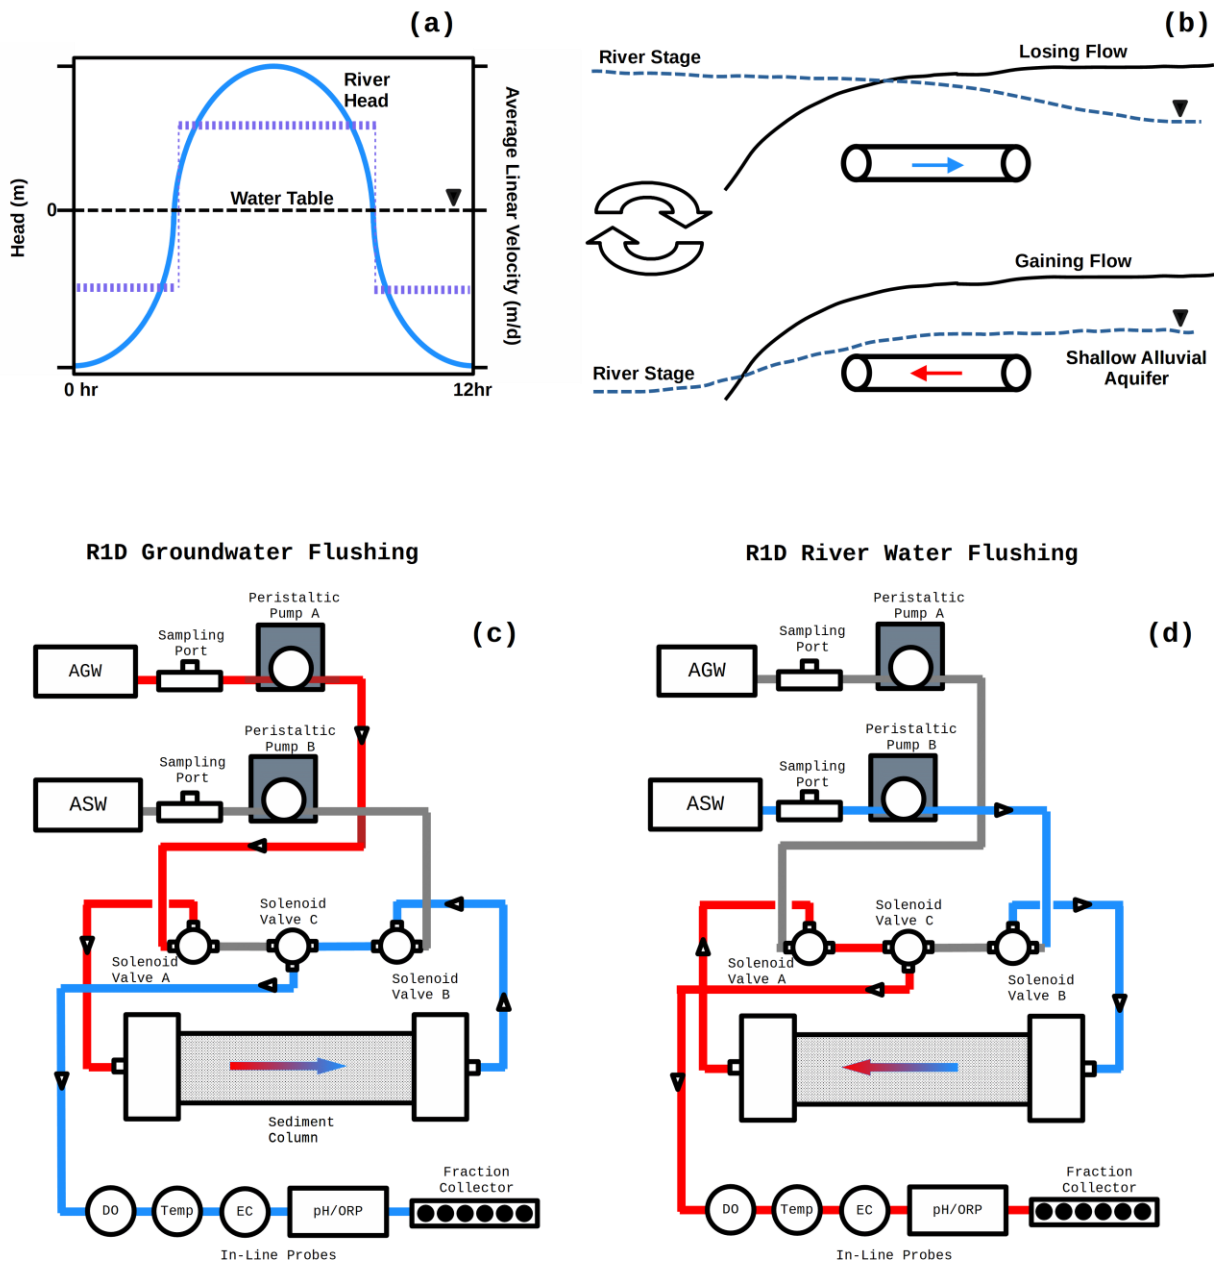 (a)
River
Head
Water Table
Head (m)
0
Average Linear
Velocity (m/d)
0 hr
12hr
(b)
River Stage
Losing Flow
Gaining Flow
River Stage
Shallow Alluvial
Aquifer
R1D Groundwater Flushing
(c)
Peristaltic
Pump A
Sampling
Port
AGW
Peristaltic
Pump B
Sampling
Port
ASW
Solenoid
Valve C
Solenoid
Valve A
Solenoid
Valve B
Sediment
Column
Fraction
Collector
DO
Temp
EC
pH/ORP
In-Line Probes
R1D River Water Flushing
(d)
Peristaltic
Pump A
Sampling
Port
AGW
Peristaltic
Pump B
Sampling
Port
ASW
Solenoid
Valve C
Solenoid
Valve A
Solenoid
Valve B
Fraction
Collector
DO
Temp
EC
pH/ORP
In-Line Probes